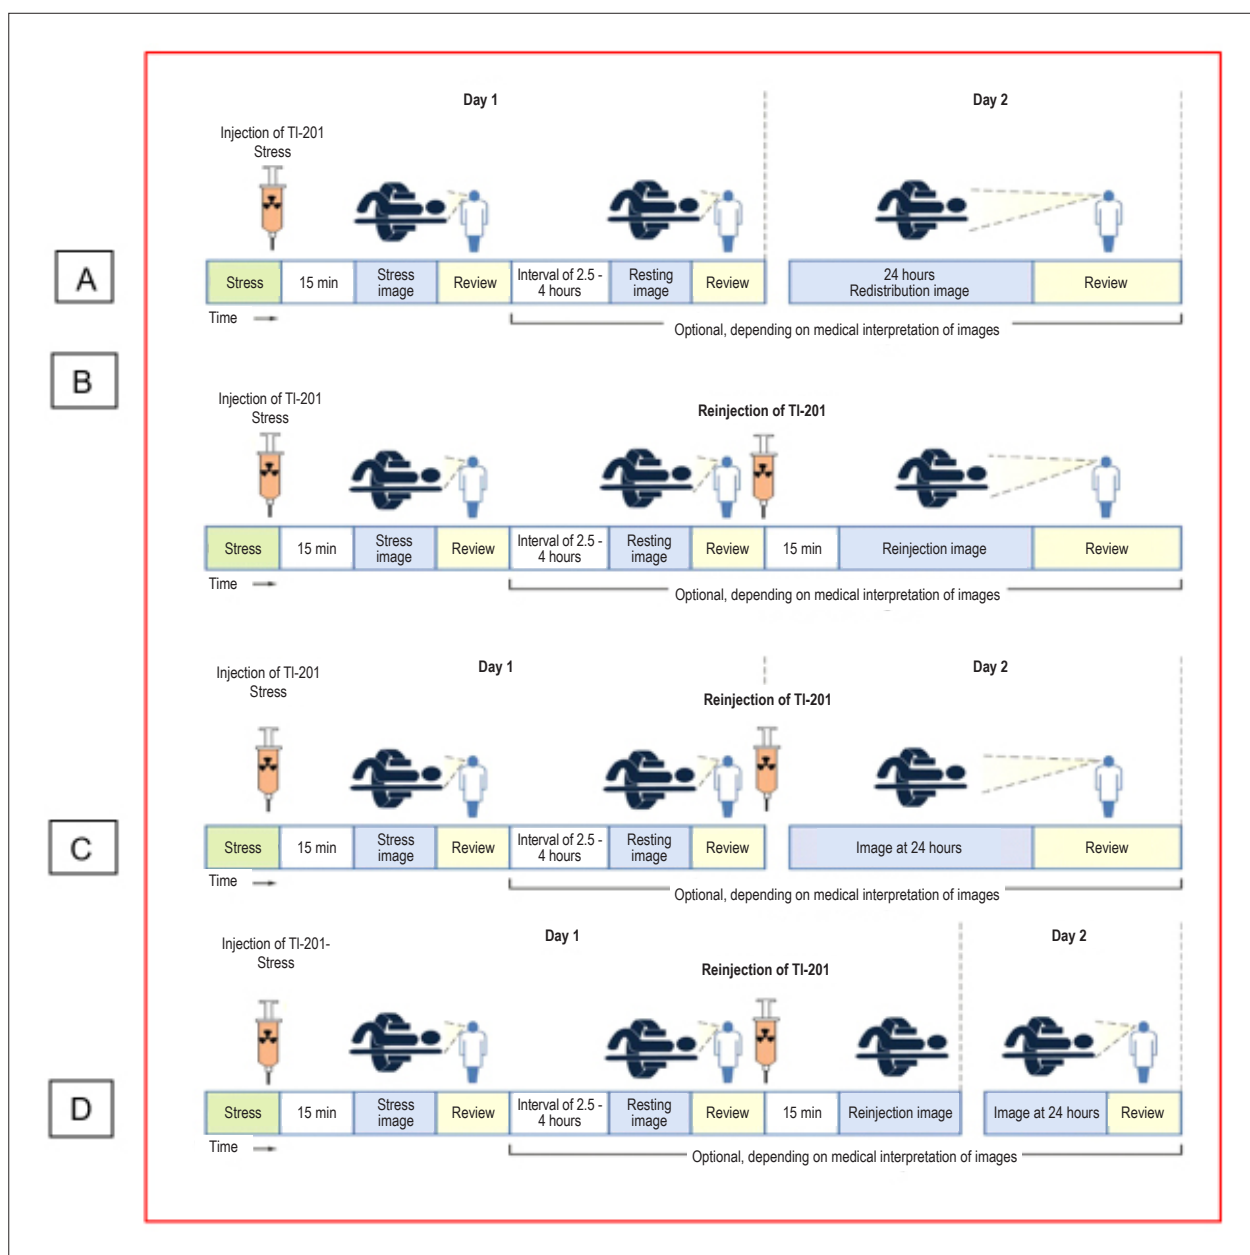 Day 1
Day 2
Injection of Tl-201
Stress
A
Stress
15 min
Stress
image
Review
Interval of 2.5 -
4 hours
Resting
image
Review
24 hours
Redistribution image
Review
Time
Optional, depending on medical interpretation of images
B
Injection of Tl-201
Stress
Reinjection of Tl-201
Stress
15 min
Stress
image
Review
Interval of 2.5 -
4 hours
Resting
image
Review
15 min
Reinjection image
Review
Time
Optional, depending on medical interpretation of images
Day 1
Day 2
Injection of Tl-201
Stress
Reinjection of Tl-201
C
Stress
15 min
Stress
image
Review
Interval of 2.5 -
4 hours
Resting
image
Review
Image at 24 hours
Review
Time
Optional, depending on medical interpretation of images
Day 1
Day 2
Injection of Tl-201-
Stress
Reinjection of Tl-201
D
Stress
15 min
Stress
image
Review
Interval of 2.5 -
4 hours
Resting
image
Review
15 min
Reinjection image
Image at 24 hours
Review
Time
Optional, depending on medical interpretation of images